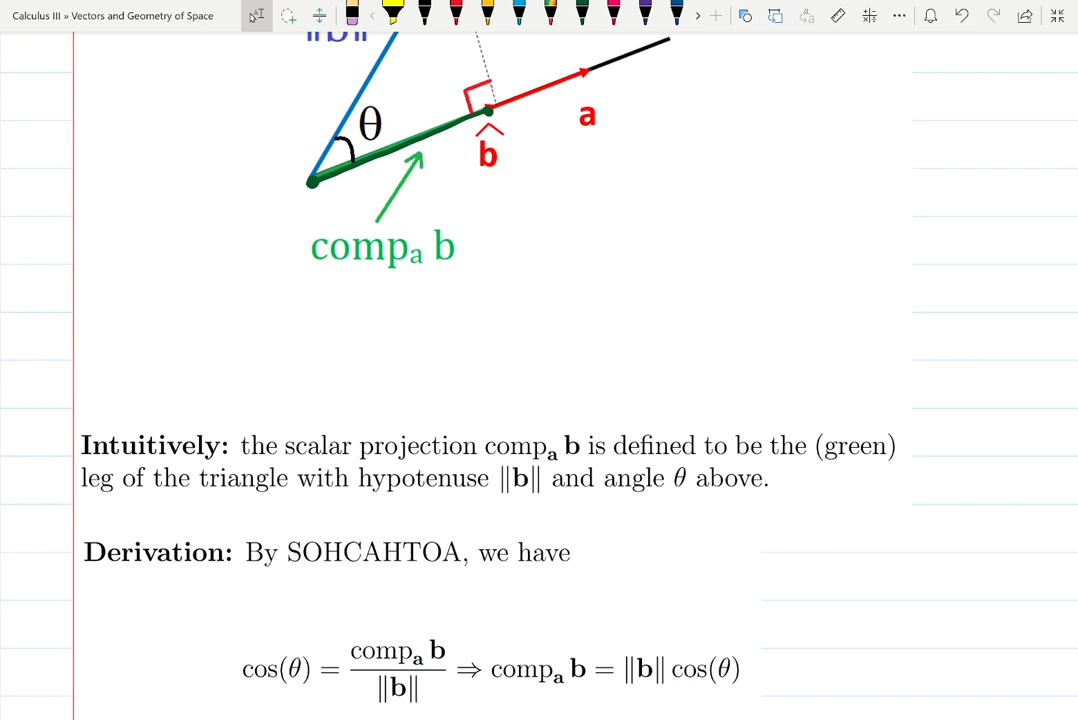 Calculus III » Vectors and Geometry of Space
||b||
θ
a
b̂
compₐ b
Intuitively: the scalar projection compₐ b is defined to be the (green)
leg of the triangle with hypotenuse ||b|| and angle θ above.
Derivation: By SOHCAHTOA, we have
cos(θ) = compₐ b / ||b|| ⇒ compₐ b = ||b|| cos(θ)